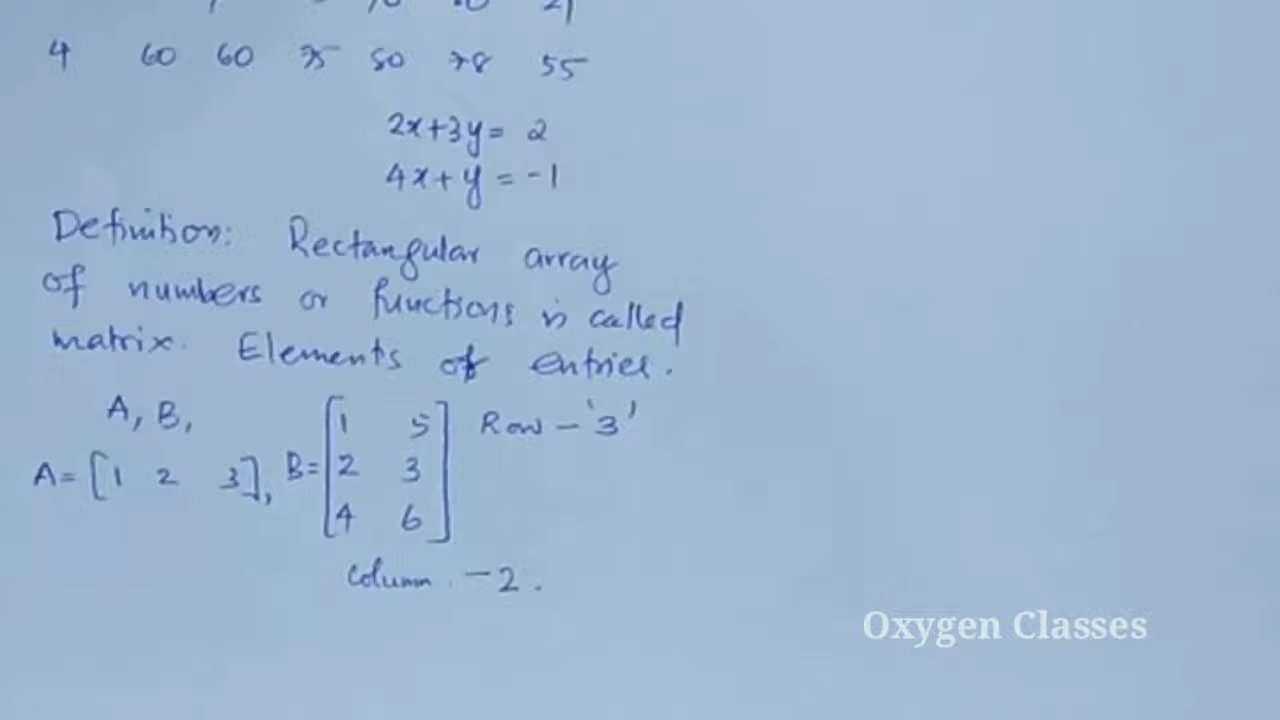 4 60 60 75 50 78 55
2x+3y= 2
4x+y = -1
Definition: Rectangular array
of numbers or functions is called
matrix. Elements of entries.
A, B,
A= [1 2 3], B= [1 5 Row - '3'
2 3
4 6]
Column - 2.
Oxygen Classes